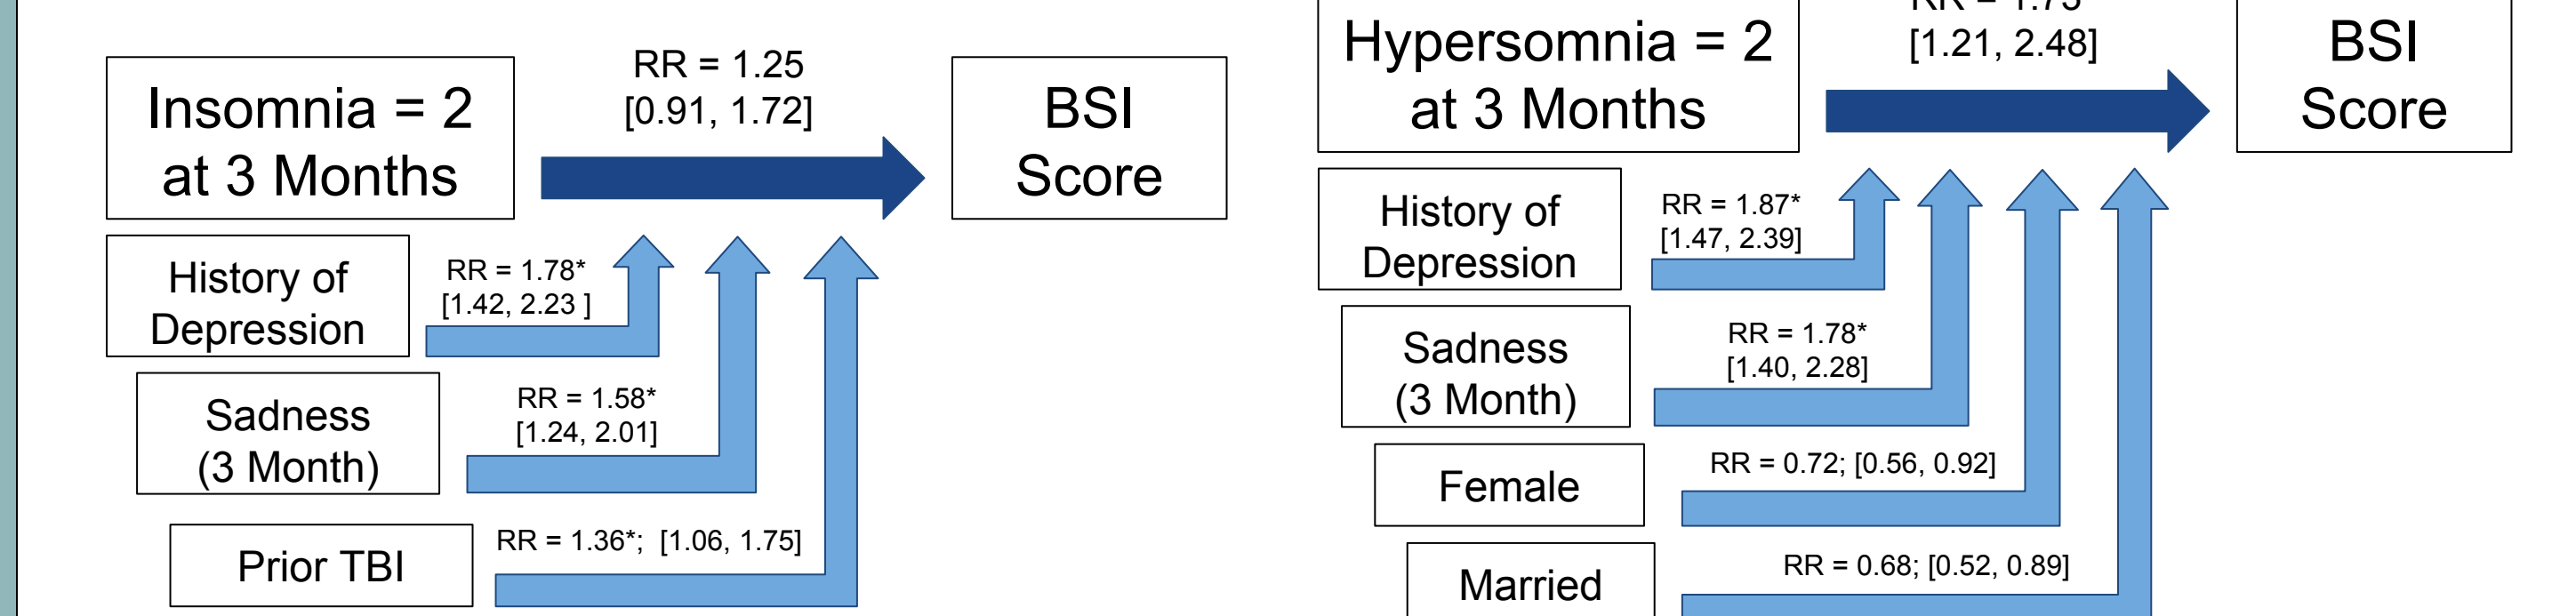 RR = 1.25
[0.91, 1.72]
Insomnia = 2
at 3 Months
BSI
Score
History of
Depression
RR = 1.78*
[1.42, 2.23 ]
Sadness
(3 Month)
RR = 1.58*
[1.24, 2.01]
Prior TBI
RR = 1.36*;  [1.06, 1.75]
[1.21, 2.48]
Hypersomnia = 2
at 3 Months
BSI
Score
History of
Depression
RR = 1.87*
[1.47, 2.39]
Sadness
(3 Month)
RR = 1.78*
[1.40, 2.28]
Female
RR = 0.72; [0.56, 0.92]
Married
RR = 0.68; [0.52, 0.89]